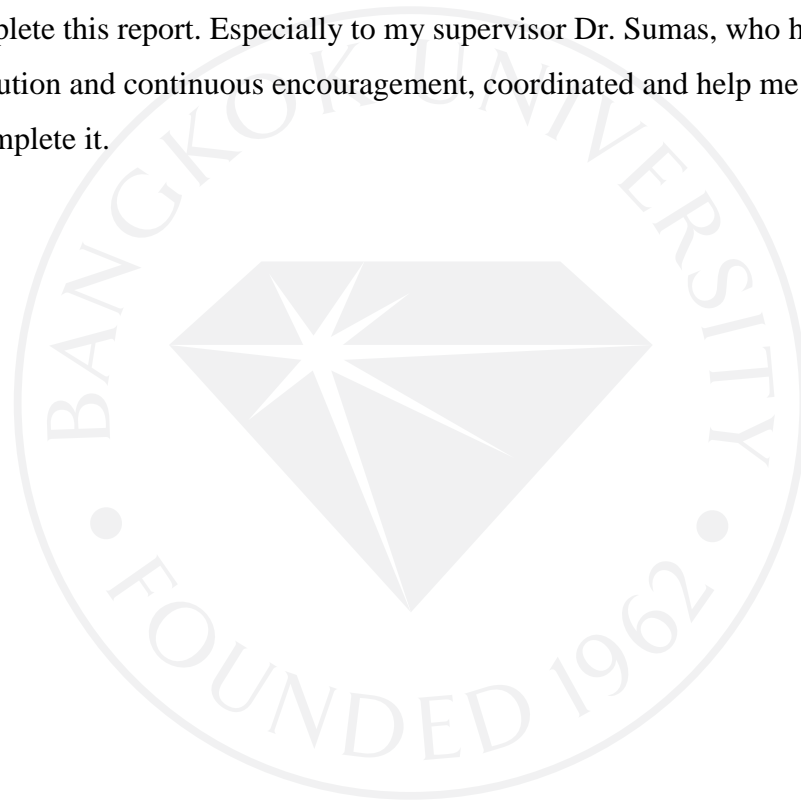 plete this report. Especially to my supervisor Dr. Sumas, who h
ution and continuous encouragement, coordinated and help me
mplete it.
BANGKOK UNIVERSITY
• FOUNDED 1962 •